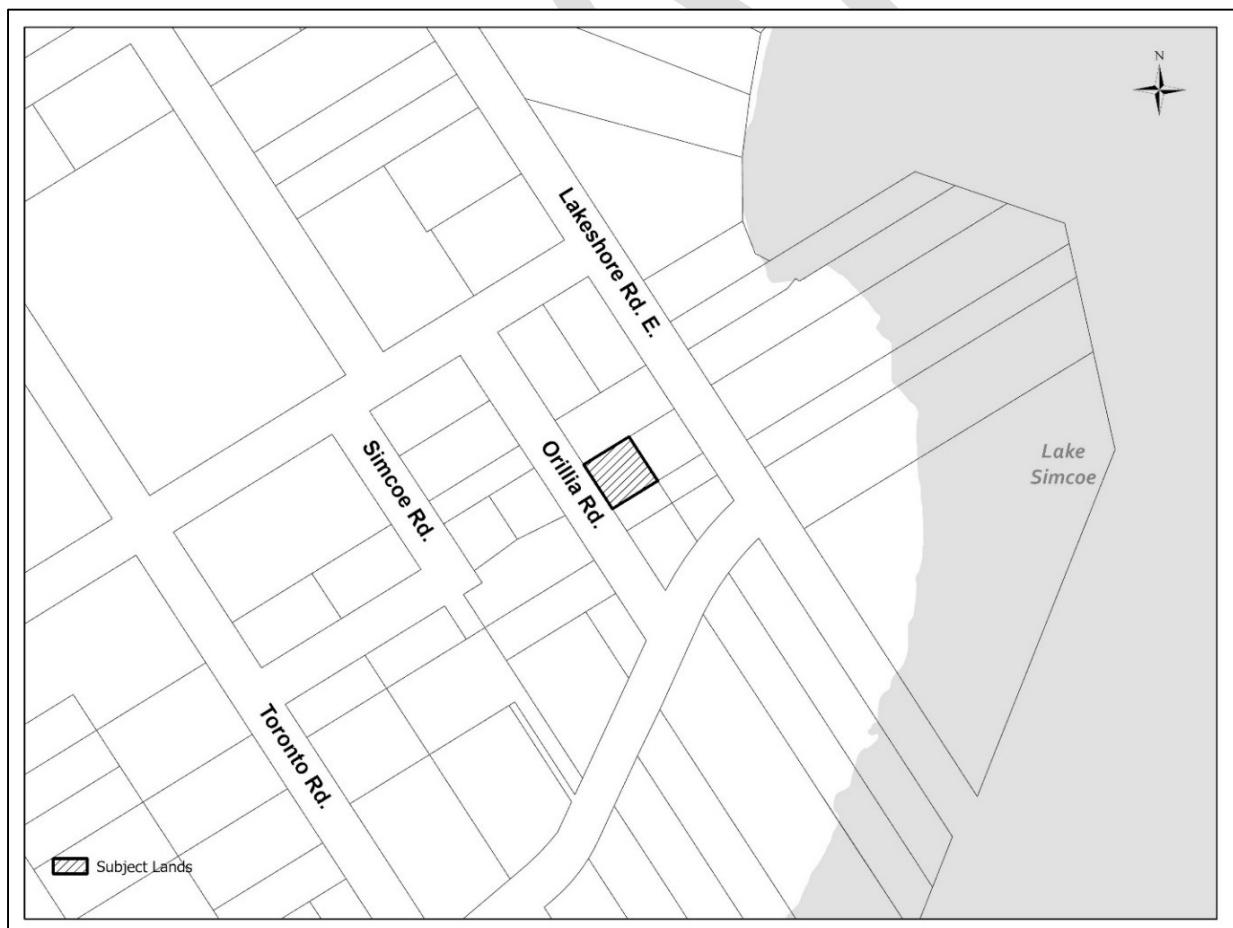 N
Lakeshore Rd. E.
Orillia Rd.
Simcoe Rd.
Toronto Rd.
Lake
Simcoe
Subject Lands